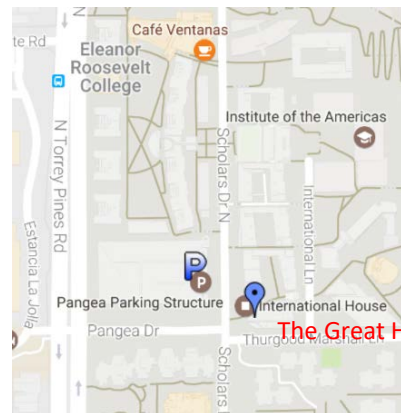 te Rd
N
Café Ventanas
Eleanor
Roosevelt
College
Institute of the Americas
N Torrey Pines Rd
Scholars Dr N
International Ln
Estancia La Jolla
P
P
Pangea Parking Structure
International House
Pangea Dr
The Great H
Thurgood Marshall Ln
Scholars